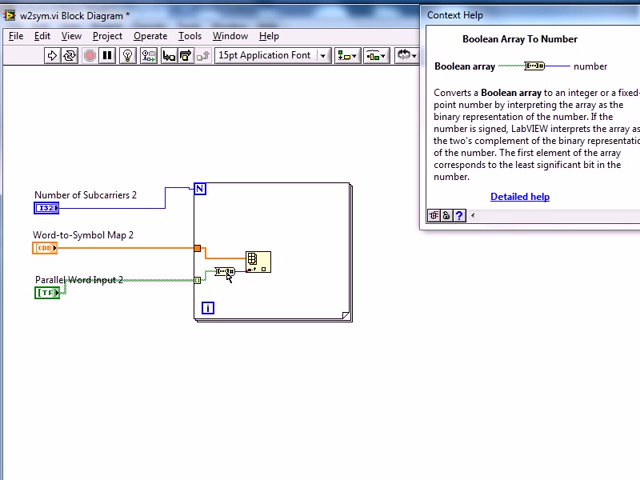 w2sym.vi Block Diagram *
File Edit View Project Operate Tools Window Help
15pt Application Font
Context Help
Boolean Array To Number
Boolean array number
Converts a Boolean array to an integer or a fixed-
point number by interpreting the array as the
binary representation of the number. If the
number is signed, LabVIEW interprets the array as
the two's complement of the binary representation
of the number. The first element of the array
corresponds to the least significant bit in the
number.
Detailed help
?
Number of Subcarriers 2
I32
N
Word-to-Symbol Map 2
Parallel Word Input 2
TF
i